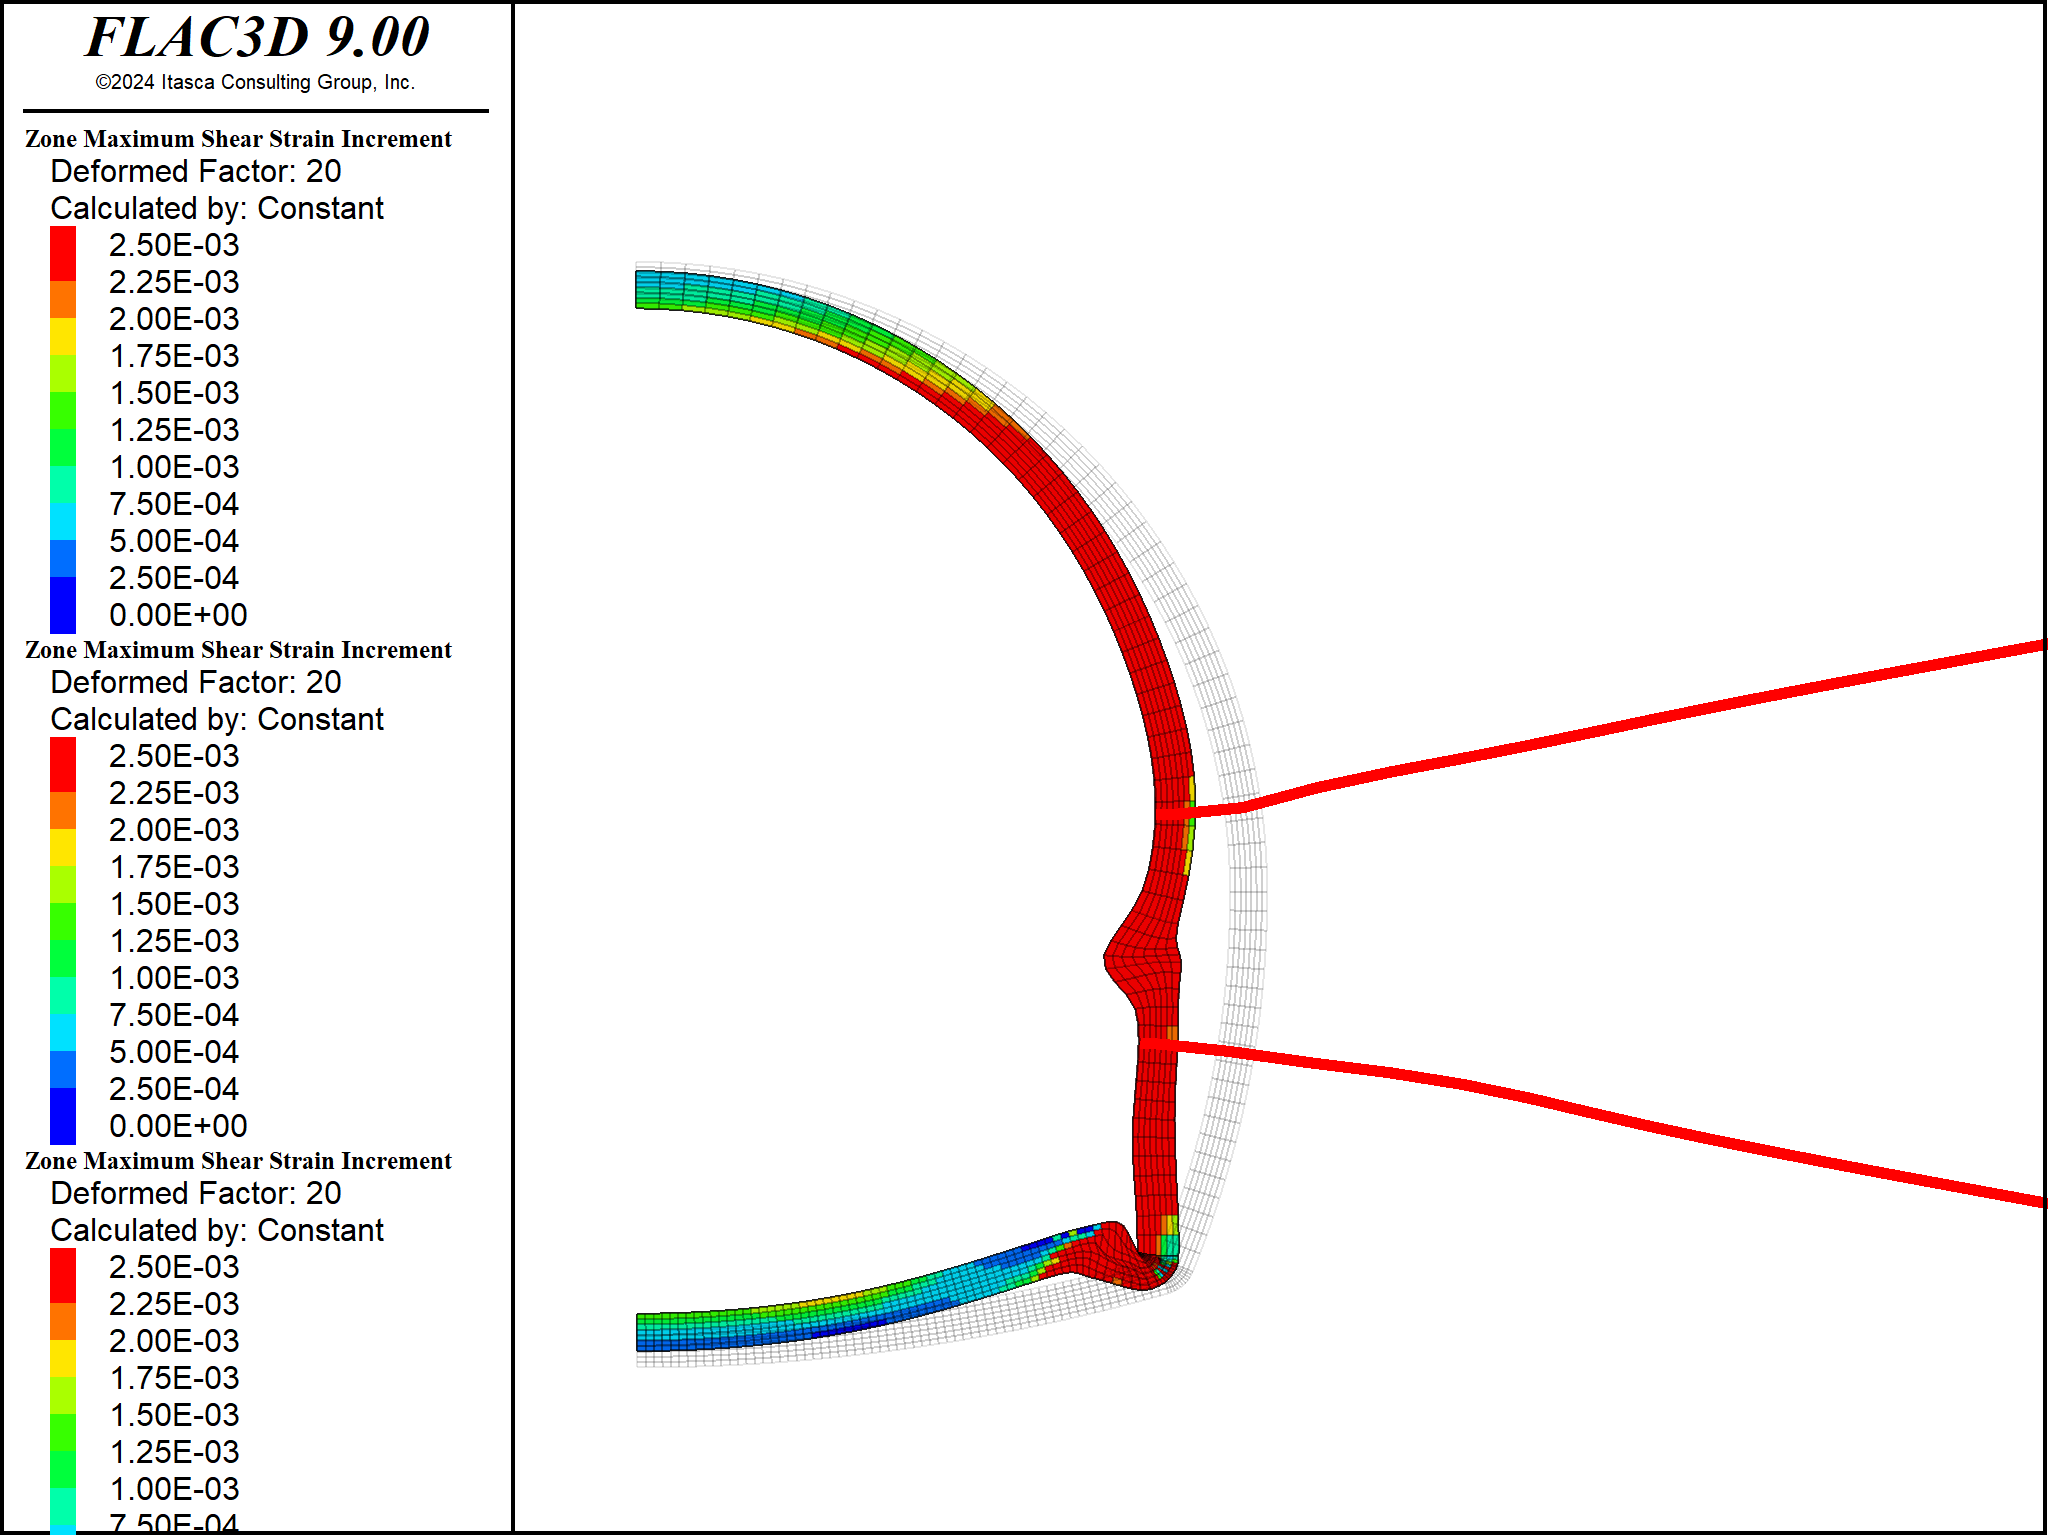 FLAC3D 9.00
©2024 Itasca Consulting Group, Inc.
Zone Maximum Shear Strain Increment
Deformed Factor: 20
Calculated by: Constant
2.50E-03
2.25E-03
2.00E-03
1.75E-03
1.50E-03
1.25E-03
1.00E-03
7.50E-04
5.00E-04
2.50E-04
0.00E+00
Zone Maximum Shear Strain Increment
Deformed Factor: 20
Calculated by: Constant
2.50E-03
2.25E-03
2.00E-03
1.75E-03
1.50E-03
1.25E-03
1.00E-03
7.50E-04
5.00E-04
2.50E-04
0.00E+00
Zone Maximum Shear Strain Increment
Deformed Factor: 20
Calculated by: Constant
2.50E-03
2.25E-03
2.00E-03
1.75E-03
1.50E-03
1.25E-03
1.00E-03
7.50E-04